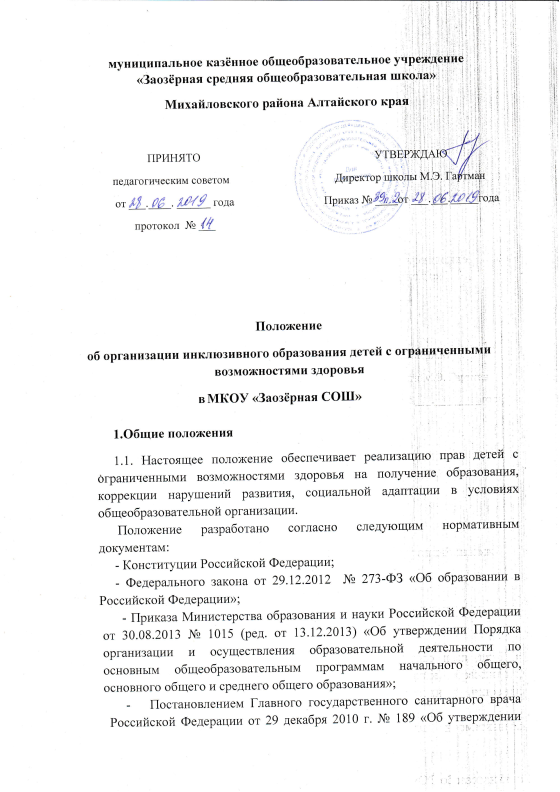 муниципальное казённое общеобразовательное учреждение
«Заозёрная средняя общеобразовательная школа»
Михайловского района Алтайского края
ПРИНЯТО
педагогическим советом
от 28 . 06 . 2019 года
протокол № 14
УТВЕРЖДАЮ
Директор школы М.Э. Гартман
Приказ № от 28 . 06.2019 года
Положение
об организации инклюзивного образования детей с ограниченными
возможностями здоровья
в МКОУ «Заозёрная СОШ»
1.Общие положения
1.1. Настоящее положение обеспечивает реализацию прав детей с
ограниченными возможностями здоровья на получение образования,
коррекции нарушений развития, социальной адаптации в условиях
общеобразовательной организации.
Положение разработано согласно следующим нормативным
документам:
- Конституции Российской Федерации;
- Федерального закона от 29.12.2012 № 273-ФЗ «Об образовании в
Российской Федерации»;
- Приказа Министерства образования и науки Российской Федерации
от 30.08.2013 № 1015 (ред. от 13.12.2013) «Об утверждении Порядка
организации и осуществления образовательной деятельности по
основным общеобразовательным программам начального общего,
основного общего и среднего общего образования»;
- Постановлением Главного государственного санитарного врача
Российской Федерации от 29 декабря 2010 г. № 189 «Об утверждении